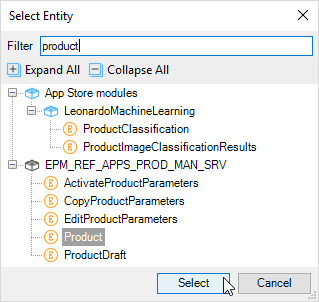 Select Entity
Filter product
Expand All Collapse All
App Store modules
LeonardoMachineLearning
E ProductClassification
E ProductImageClassificationResults
EPM_REF_APPS_PROD_MAN_SRV
E ActivateProductParameters
E CopyProductParameters
E EditProductParameters
E Product
E ProductDraft
Select Cancel